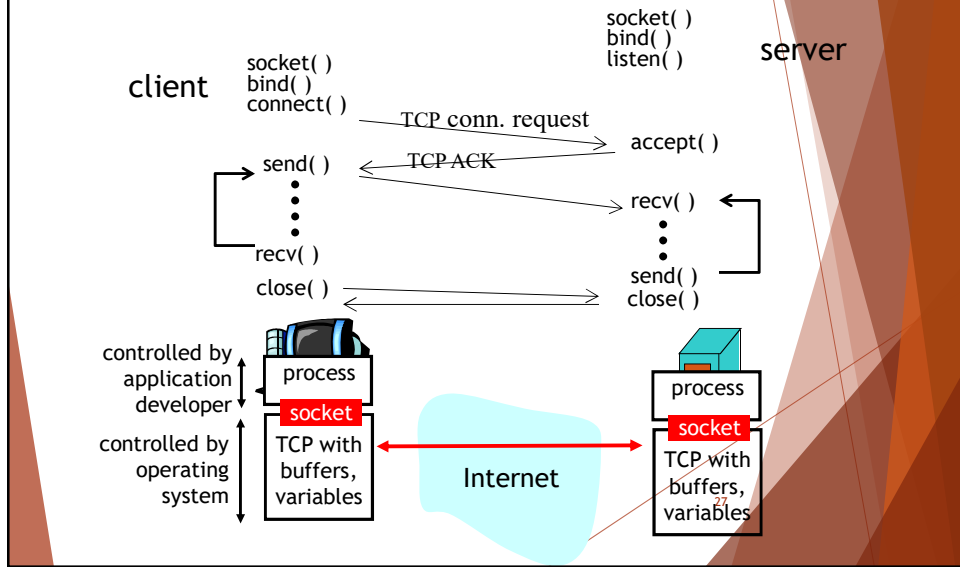 client
socket( )
bind( )
connect( )
socket( )
bind( )
listen( )
server
TCP conn. request
accept( )
TCP ACK
send( )
recv( )
recv( )
send( )
close( )
close( )
controlled by
application
developer
process
socket
controlled by
operating
system
TCP with
buffers,
variables
Internet
process
socket
TCP with
buffers,
27
variables